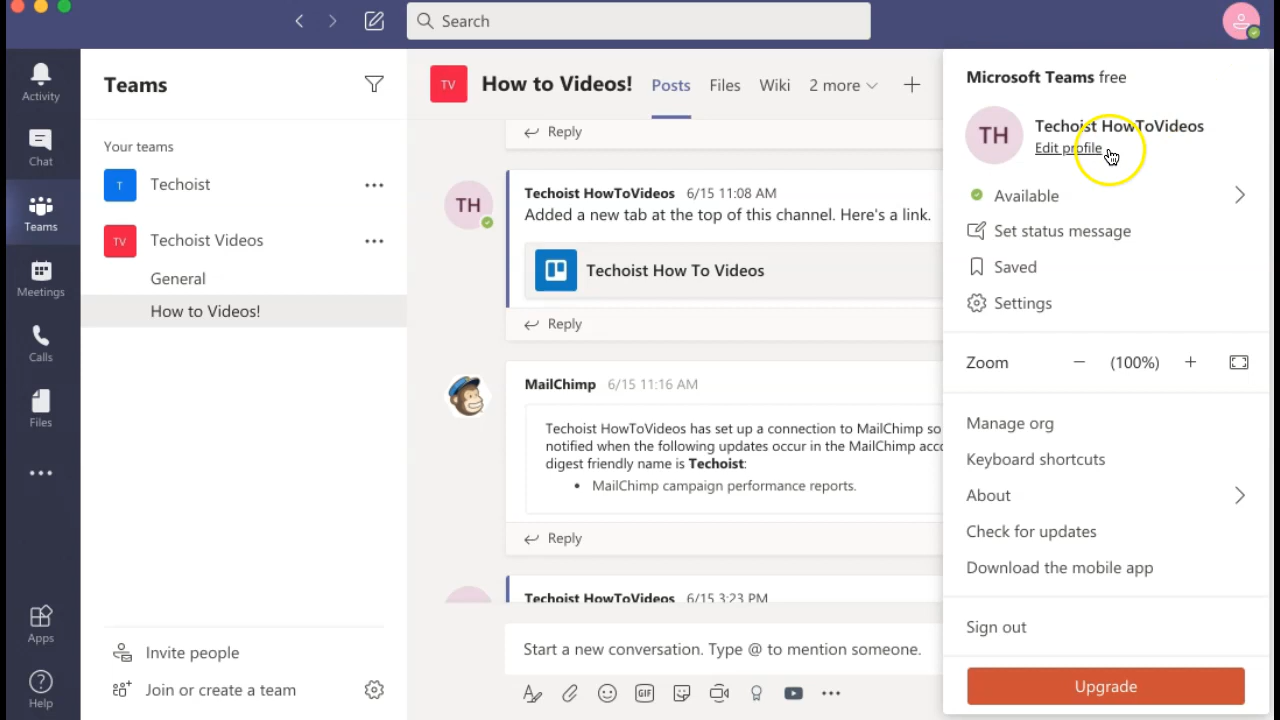 Search
Activity
Chat
Teams
Meetings
Calls
Files
Apps
Help
Teams
Your teams
T
Techoist
TV
Techoist Videos
General
How to Videos!
Invite people
Join or create a team
TV
How to Videos!
Posts
Files
Wiki
2 more
Reply
TH
Techoist HowToVideos 6/15 11:08 AM
Added a new tab at the top of this channel. Here's a link.
Techoist How To Videos
Reply
MailChimp 6/15 11:16 AM
Techoist HowToVideos has set up a connection to MailChimp so
notified when the following updates occur in the MailChimp
digest friendly name is Techoist:
• MailChimp campaign performance reports.
Reply
Techoist HowToVideos 6/15 3:23 PM
Start a new conversation. Type @ to mention someone.
GIF
Microsoft Teams free
TH
Techoist HowToVideos
Edit profile
Available
Set status message
Saved
Settings
Zoom
(100%)
Manage org
Keyboard shortcuts
About
Check for updates
Download the mobile app
Sign out
Upgrade